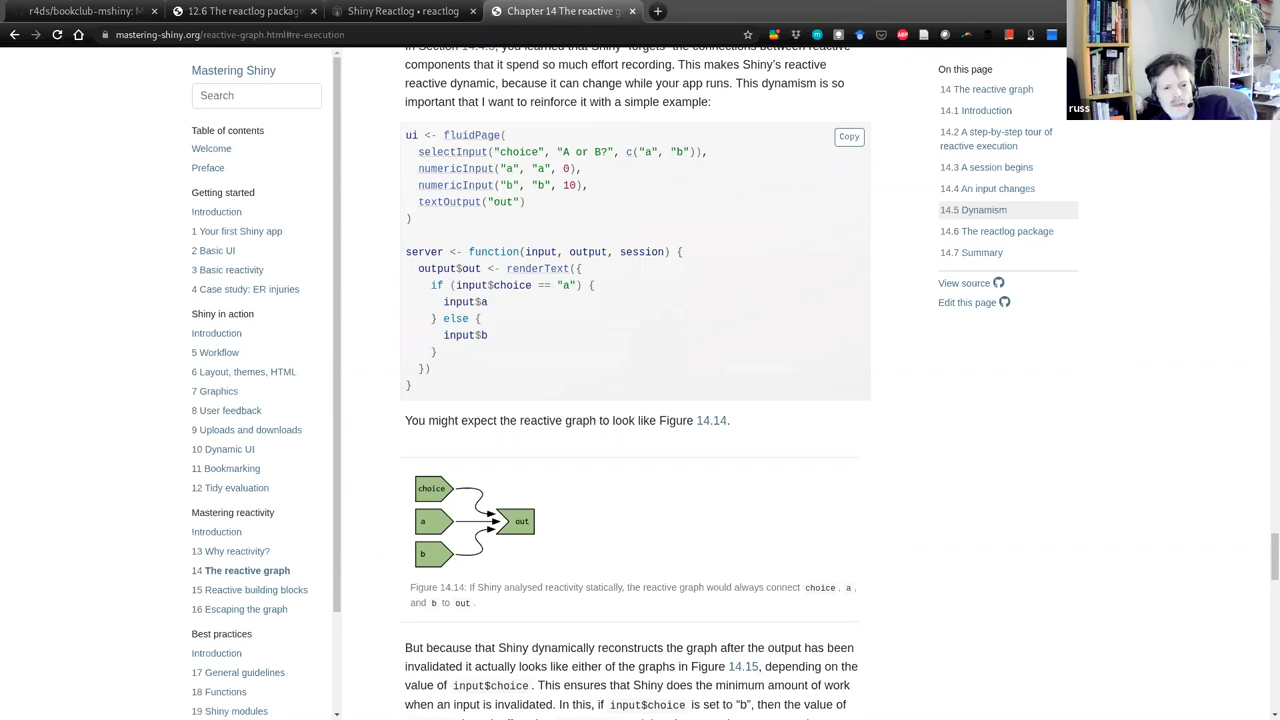 r4ds/bookclub-mshiny: M
12.6 The reactlog package
Shiny Reactlog • reactlog
Chapter 14 The reactive g
mastering-shiny.org/reactive-graph.html#re-execution
russ
Mastering Shiny
Search
Table of contents
Welcome
Preface
Getting started
Introduction
1 Your first Shiny app
2 Basic UI
3 Basic reactivity
4 Case study: ER injuries
Shiny in action
Introduction
5 Workflow
6 Layout, themes, HTML
7 Graphics
8 User feedback
9 Uploads and downloads
10 Dynamic UI
11 Bookmarking
12 Tidy evaluation
Mastering reactivity
Introduction
13 Why reactivity?
14 The reactive graph
15 Reactive building blocks
16 Escaping the graph
Best practices
Introduction
17 General guidelines
18 Functions
19 Shiny modules
In Section 14.4.3, you learned that Shiny "forgets" the connections between reactive
components that it spend so much effort recording. This makes Shiny's reactive
reactive dynamic, because it can change while your app runs. This dynamism is so
important that I want to reinforce it with a simple example:
Copy
ui <- fluidPage(
selectInput("choice", "A or B?", c("a", "b")),
numericInput("a", "a", 0),
numericInput("b", "b", 10),
textOutput("out")
)
server <- function(input, output, session) {
output$out <- renderText({
if (input$choice == "a") {
input$a
} else {
input$b
}
})
}
You might expect the reactive graph to look like Figure 14.14.
choice
a
b
out
Figure 14.14: If Shiny analysed reactivity statically, the reactive graph would always connect choice, a,
and b to out.
But because that Shiny dynamically reconstructs the graph after the output has been
invalidated it actually looks like either of the graphs in Figure 14.15, depending on the
value of input$choice. This ensures that Shiny does the minimum amount of work
when an input is invalidated. In this, if input$choice is set to “b”, then the value of
On this page
14 The reactive graph
14.1 Introduction
14.2 A step-by-step tour of
reactive execution
14.3 A session begins
14.4 An input changes
14.5 Dynamism
14.6 The reactlog package
14.7 Summary
View source
Edit this page